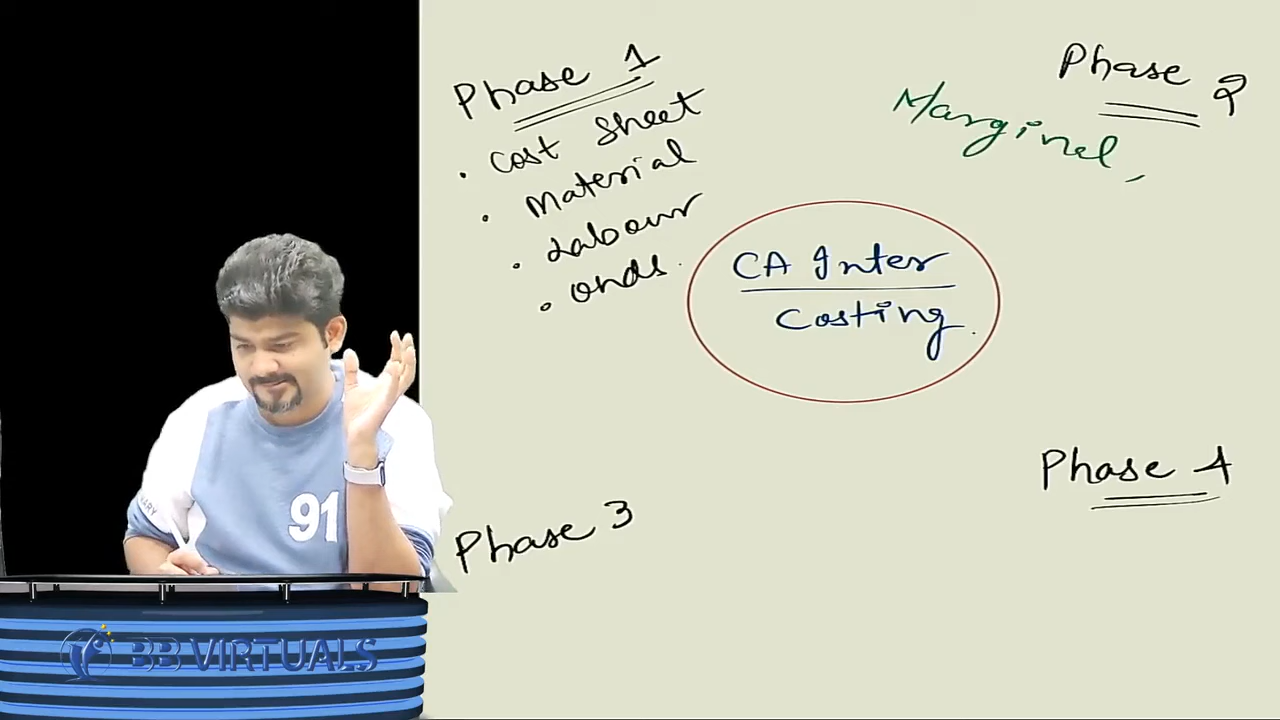 Phase 1
• Cost Sheet
• Material
• Labour
• Ohds.
Phase 2
Marginal,
CA Inter
Costing.
Phase 3
Phase 4
91
BB VIRTUALS